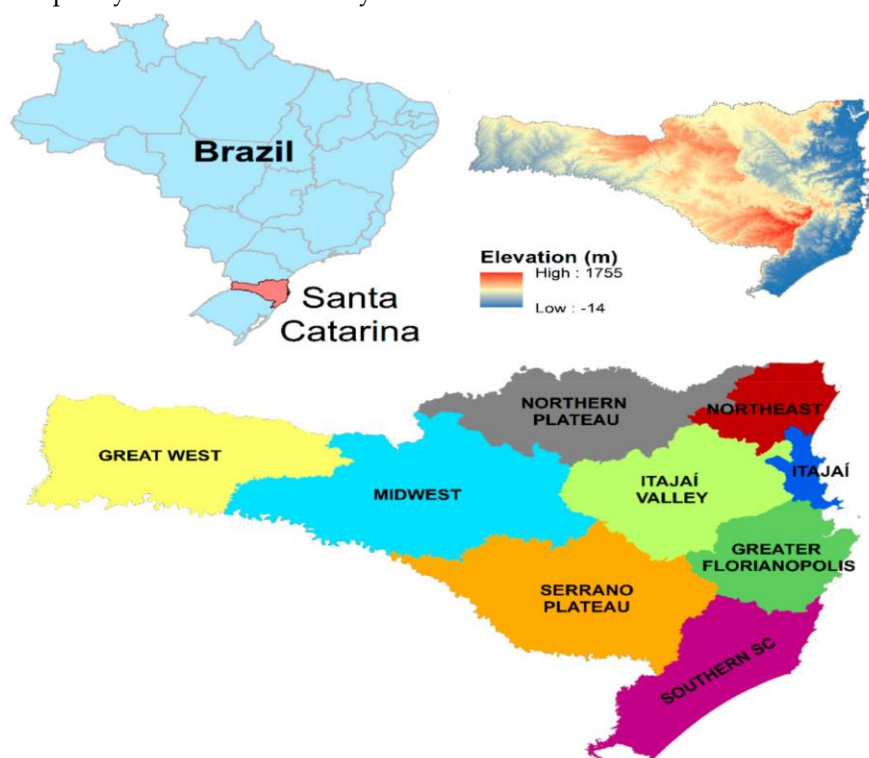 Brazil
Santa
Catarina
Elevation (m)
High : 1755
Low : -14
NORTHERN
PLATEAU
NORTHEAST
GREAT WEST
MIDWEST
ITAJAÍ
VALLEY
ITAJAÍ
GREATER
FLORIANOPOLIS
SERRANO
PLATEAU
SOUTHERN SC